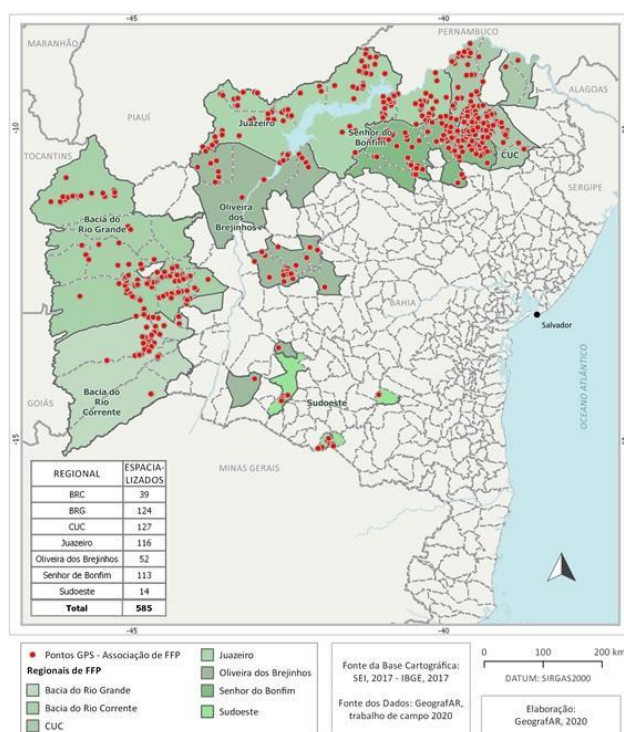 -45
-40
MARANHÃO
PERNAMBUCO
PIAUÍ
ALAGOAS
-10
Juazeiro
Senhor do
Bonfim
CUC
TOCANTINS
SERGIPE
Bacia do
Rio Grande
Oliveira
dos
Brejinhos
BAHIA
Salvador
OCEANO ATLÂNTICO
Bacia do
Rio
Corrente
GOIÁS
Sudoeste
-15
MINAS GERAIS
REGIONAL ESPACIA-
LIZADOS
BRC 39
BRG 124
CUC 127
Juazeiro 116
Oliveira dos Brejinhos 52
Senhor de Bonfim 113
Sudoeste 14
Total 585
-45
-40
Pontos GPS - Associação de FFP
Regionais de FFP
Bacia do Rio Grande
Bacia do Rio Corrente
CUC
Juazeiro
Oliveira dos Brejinhos
Senhor do Bonfim
Sudoeste
Fonte da Base Cartográfica:
SEI, 2017 - IBGE, 2017
Fonte dos Dados: GeografAR,
trabalho de campo 2020
0 100 200 km
DATUM: SIRGAS2000
Elaboração:
GeografAR, 2020